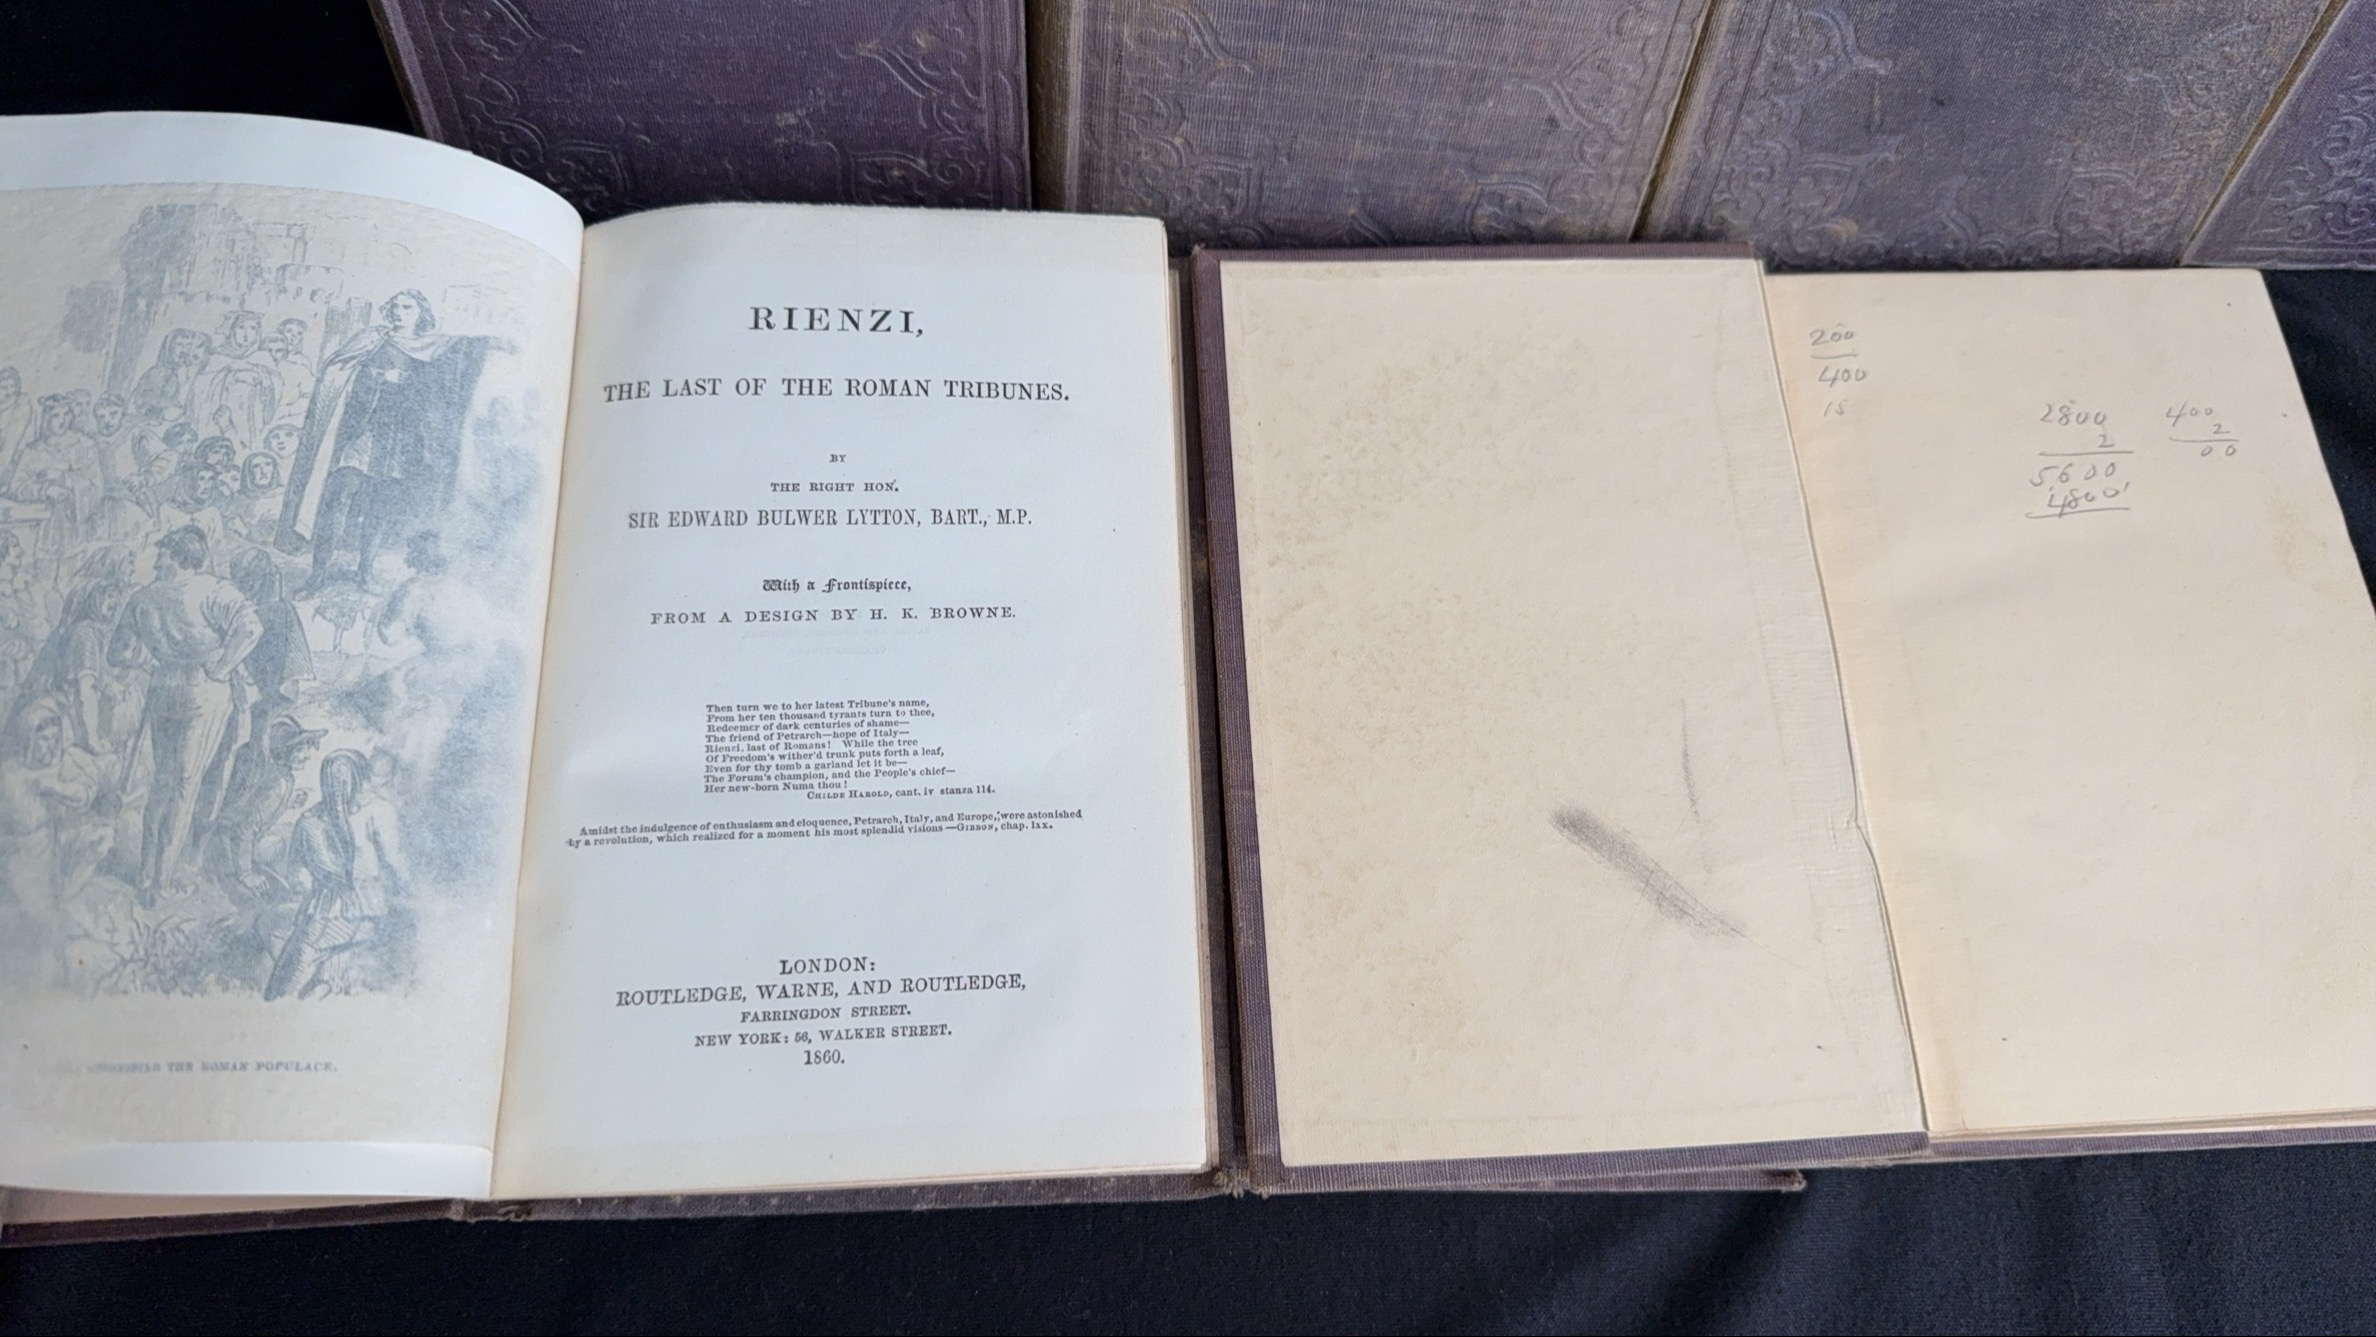 THE ROMAN POPULACE.
RIENZI,
THE LAST OF THE ROMAN TRIBUNES.
BY
THE RIGHT HON.
SIR EDWARD BULWER LYTTON, BART., M.P.
With a Frontispiece,
FROM A DESIGN BY H. K. BROWNE.
Then turn we to her latest Tribune's name,
From her ten thousand tyrants turn to thee,
Redeemer of dark centuries of shame—
The friend of Petrarch—hope of Italy—
Rienzi, last of Romans! While the tree
Of Freedom's wither'd trunk puts forth a leaf,
Even for thy tomb a garland let it be—
The Forum's champion, and the People's chief—
Her new-born Numa thou!
CHILDE HAROLD, cant. iv stanza 114.
Amidst the indulgence of enthusiasm and eloquence, Petrarch, Italy, and Europe, were astonished
by a revolution, which realized for a moment his most splendid visions—GIBBON, chap. lxx.
LONDON:
ROUTLEDGE, WARNE, AND ROUTLEDGE,
FARRINGDON STREET.
NEW YORK: 56, WALKER STREET.
1860.
200
400
15
2800
2
5600
4800
400
2
00